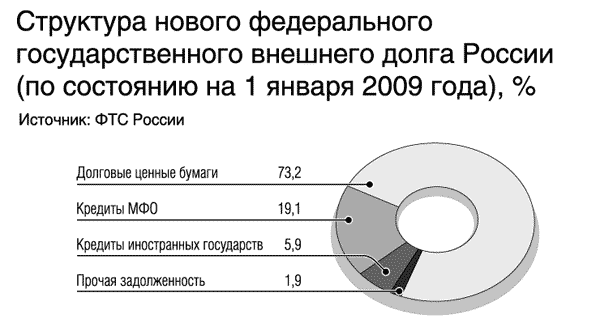 Структура нового федерального
государственного внешнего долга России
(по состоянию на 1 января 2009 года), %
Источник: ФТС России
Долговые ценные бумаги 73,2
Кредиты МФО 19,1
Кредиты иностранных государств 5,9
Прочая задолженность 1,9